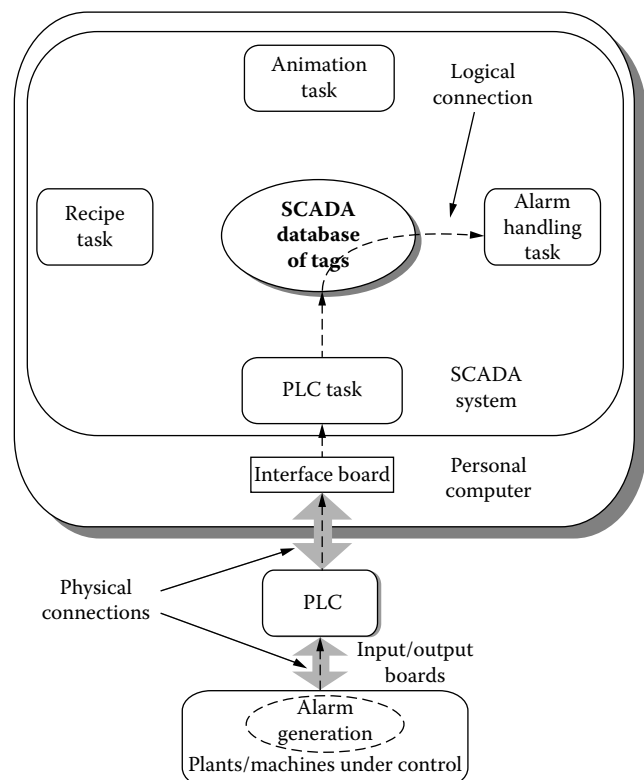 Animation
task
Logical
connection
Recipe
task
SCADA
database
of tags
Alarm
handling
task
PLC task
SCADA
system
Interface board
Personal
computer
Physical
connections
PLC
Input/output
boards
Alarm
generation
Plants/machines under control